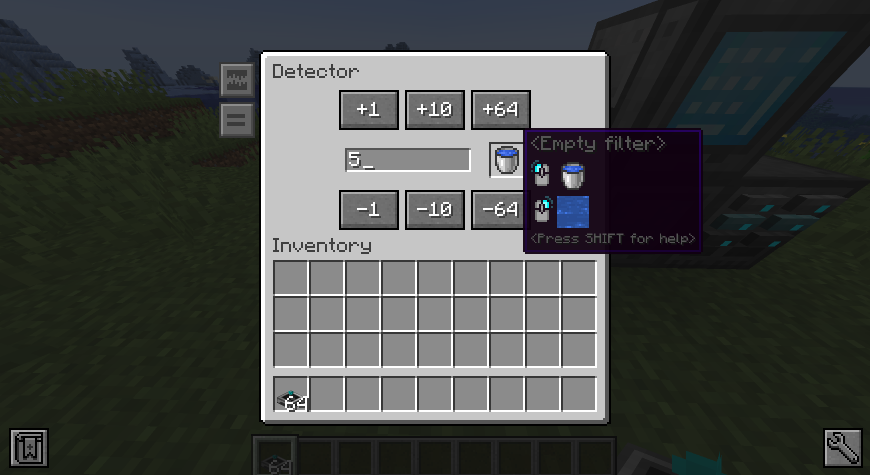 Detector
+1 +10 +64
5_
<Empty filter>
-1 -10 -64
<Press SHIFT for help>
Inventory
64
64